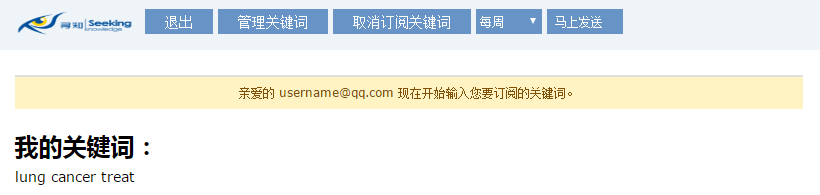 寻知 Seeking knowledge
退出 管理关键词 取消订阅关键词 每周 马上发送
亲爱的 username@qq.com 现在开始输入您要订阅的关键词。
我的关键词：
lung cancer treat